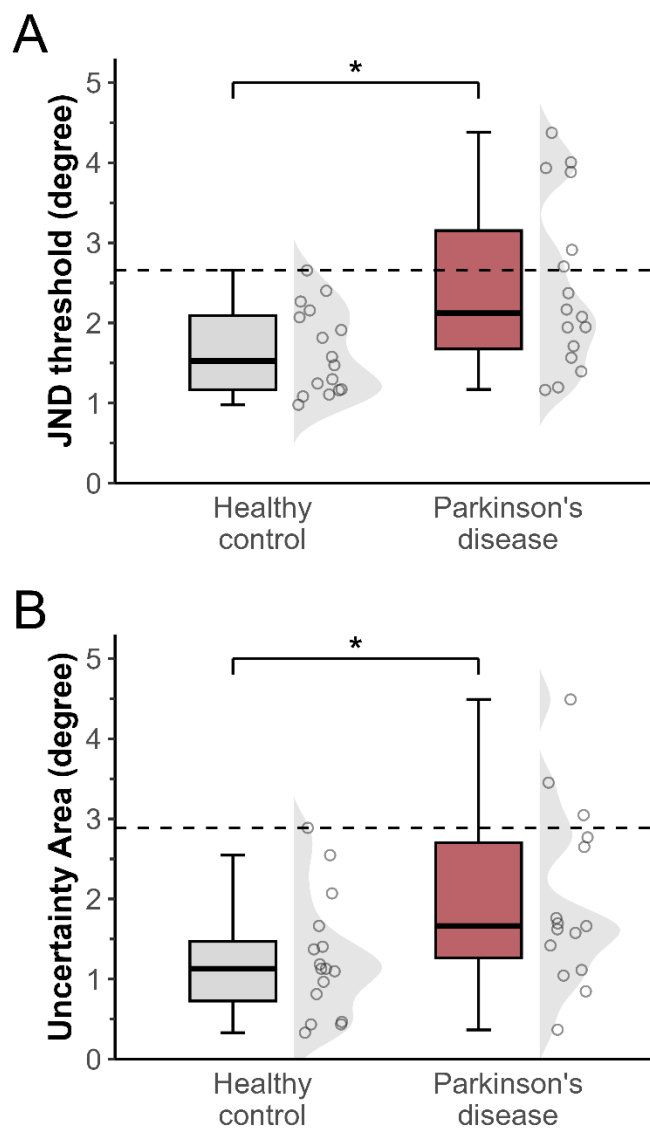 A
JND threshold (degree)
*
5
4
3
2
1
0
Healthy
control
Parkinson's
disease
B
Uncertainty Area (degree)
*
5
4
3
2
1
0
Healthy
control
Parkinson's
disease